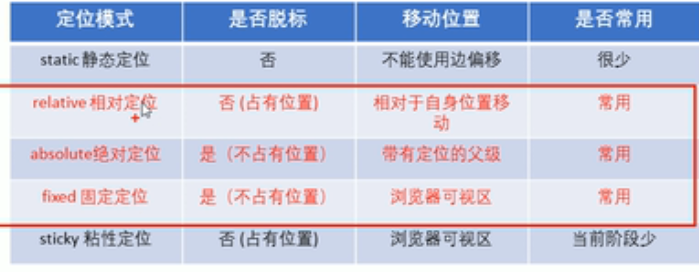 定位模式 是否脱标 移动位置 是否常用
static 静态定位 否 不能使用边偏移 很少
relative 相对定位 否 (占有位置) 相对于自身位置移动 常用
absolute绝对定位 是（不占有位置） 带有定位的父级 常用
fixed 固定定位 是（不占有位置） 浏览器可视区 常用
sticky 粘性定位 否 (占有位置) 浏览器可视区 当前阶段少